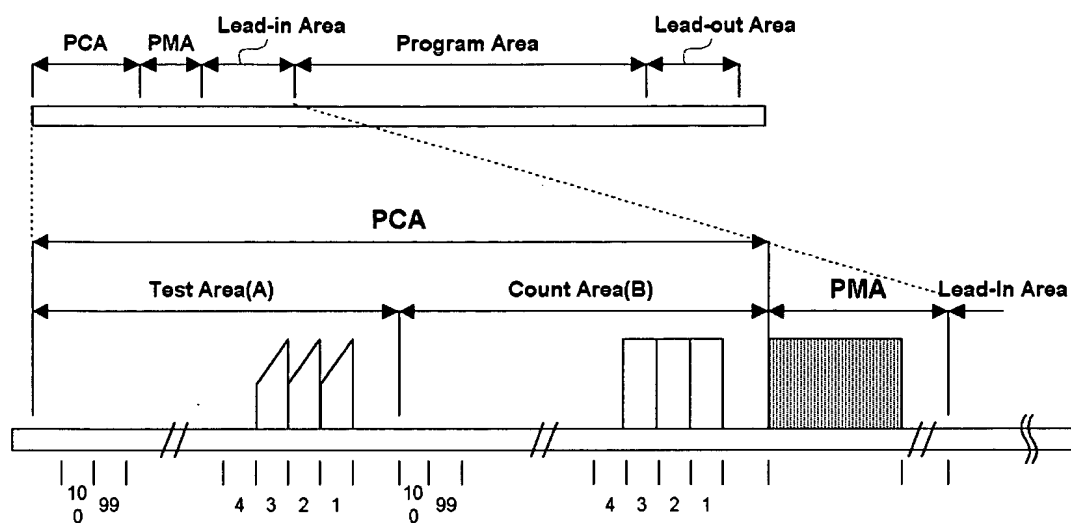 Lead-in Area
PCA PMA Program Area Lead-out Area
PCA
Test Area(A) Count Area(B) PMA Lead-In Area
10 99 4 3 2 1 10 99 4 3 2 1
0 0